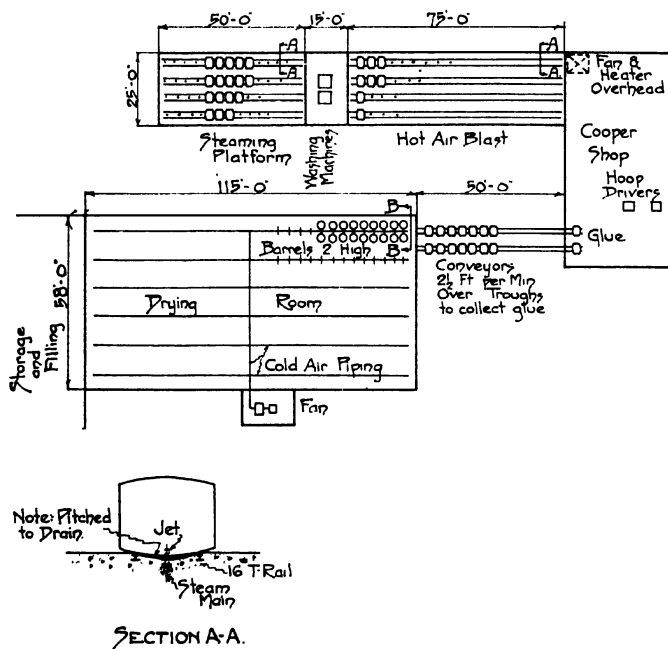 50'-0"
15'-0"
75'-0"
A
A
25'-0"
A
A
Fan &
Heater
Overhead
Steaming
Platform
Washing
Machines
Hot Air Blast
Cooper
Shop
Hoop
Drivers
115'-0"
50'-0"
B
B
Glue
Barrels 2 High
Conveyors
2½ Ft per Min
Over Troughs
to collect glue
58'-0"
Drying Room
Storage
and
Filling
Cold Air Piping
Fan
Note: Pitched
to Drain.
Jet
16 T-Rail
Steam
Main
SECTION A-A.